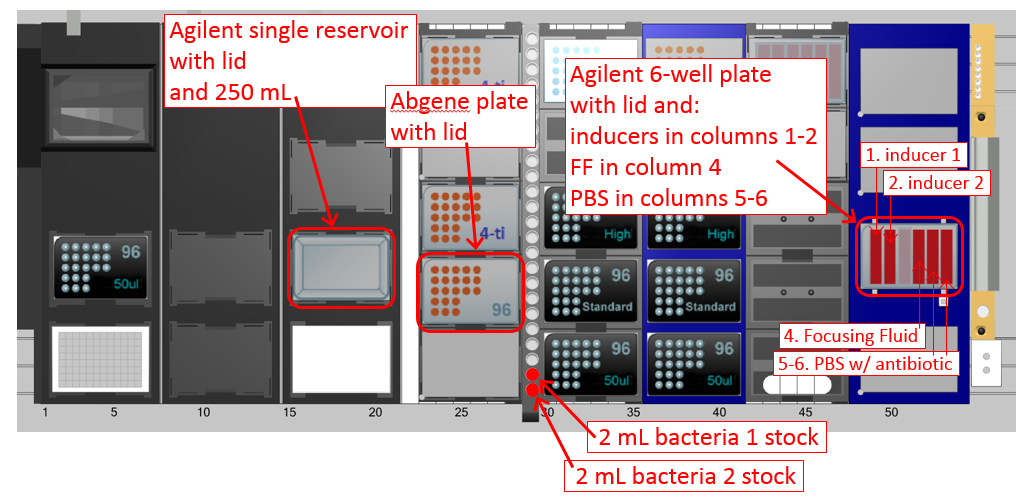 Agilent single reservoir
with lid
and 250 mL
Abgene plate
with lid
Agilent 6-well plate
with lid and:
inducers in columns 1-2
FF in column 4
PBS in columns 5-6
1. inducer 1
2. inducer 2
4. Focusing Fluid
5-6. PBS w/ antibiotic
2 mL bacteria 1 stock
2 mL bacteria 2 stock
4-ti
4-ti
96
96
50ul
High
High
96
Standard
96
Standard
96
50ul
96
50ul
1 5 10 15 20 25 30 35 40 45 50